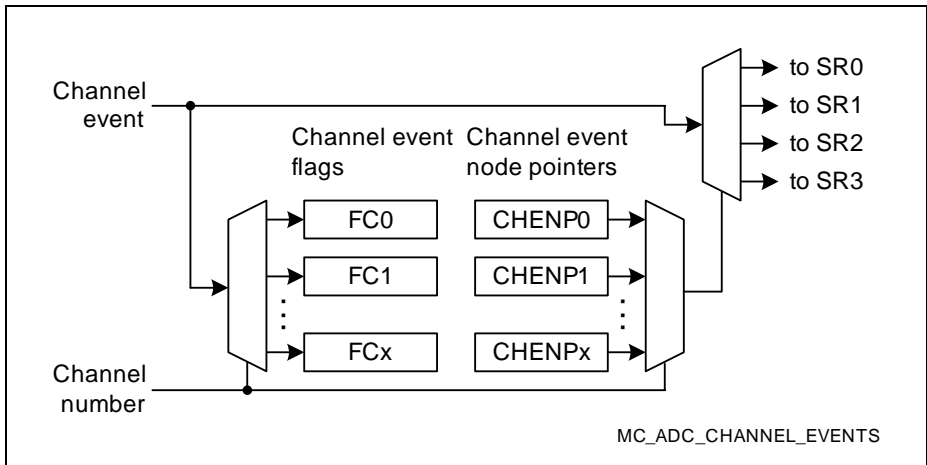 Channel
event
to SR0
to SR1
to SR2
to SR3
Channel event
flags
Channel event
node pointers
FC0
CHENP0
FC1
CHENP1
FCx
CHENPx
Channel
number
MC_ADC_CHANNEL_EVENTS